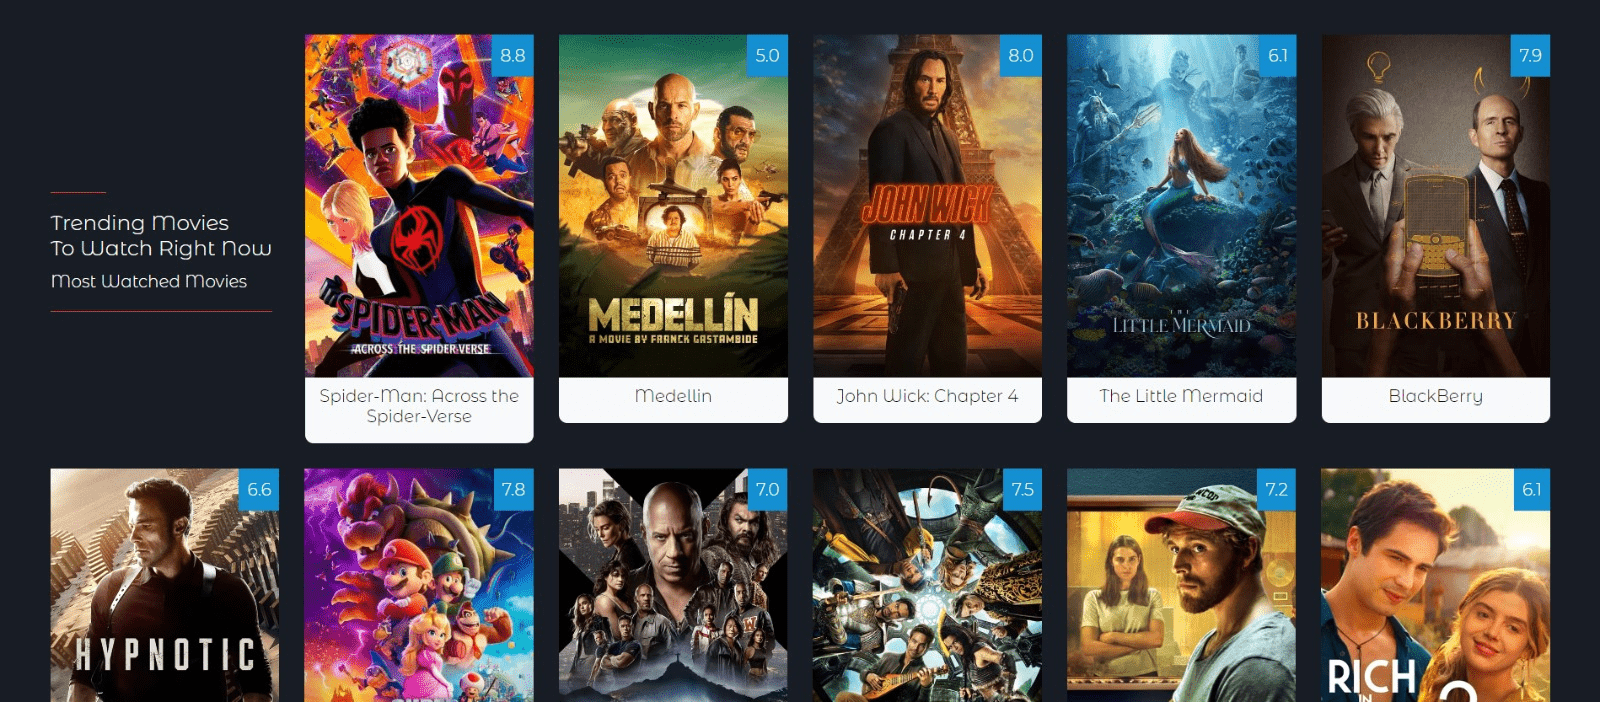 Trending Movies
To Watch Right Now
Most Watched Movies
8.8
SPIDER-MAN
ACROSS THE SPIDER-VERSE
Spider-Man: Across the
Spider-Verse
5.0
MEDELLÍN
A MOVIE BY FRANCK GASTAMBIDE
Medellin
8.0
JOHN WICK
CHAPTER 4
John Wick: Chapter 4
6.1
THE
LITTLE MERMAID
The Little Mermaid
7.9
BLACKBERRY
BlackBerry
6.6
HYPNOTIC
7.8
7.0
7.5
7.2
6.1
RICH
IN